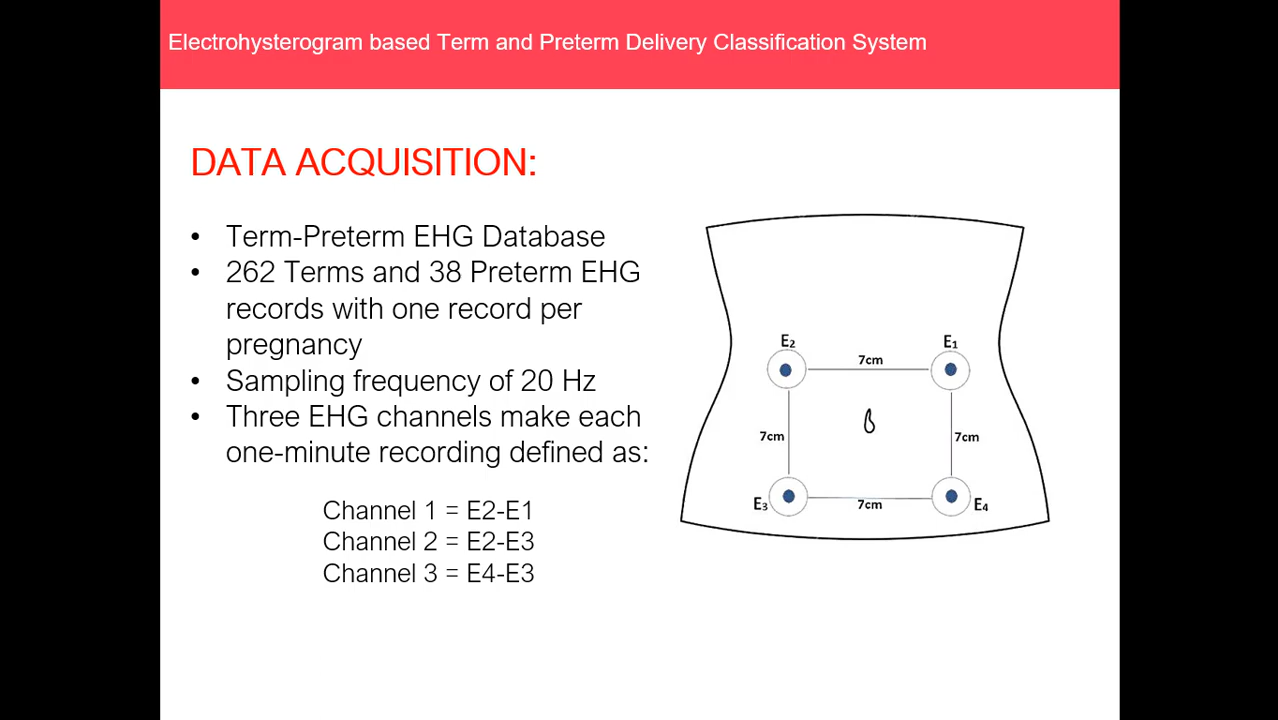 Electrohysterogram based Term and Preterm Delivery Classification System
DATA ACQUISITION:
• Term-Preterm EHG Database
• 262 Terms and 38 Preterm EHG
records with one record per
pregnancy
• Sampling frequency of 20 Hz
• Three EHG channels make each
one-minute recording defined as:
Channel 1 = E2-E1
Channel 2 = E2-E3
Channel 3 = E4-E3
E₂ E₁
7cm
7cm 7cm
E₃ 7cm E₄